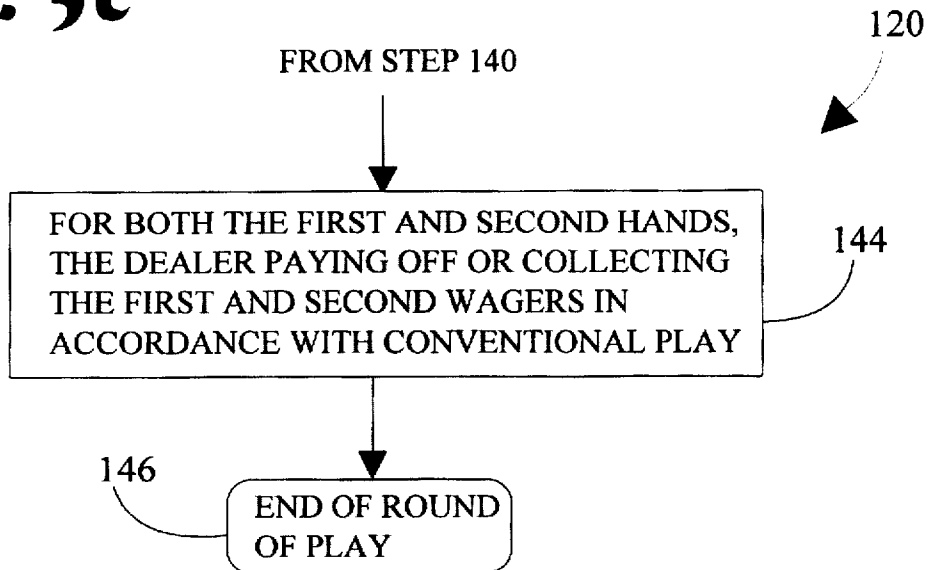 120
FROM STEP 140
FOR BOTH THE FIRST AND SECOND HANDS,
THE DEALER PAYING OFF OR COLLECTING
THE FIRST AND SECOND WAGERS IN
ACCORDANCE WITH CONVENTIONAL PLAY
144
146
END OF ROUND
OF PLAY